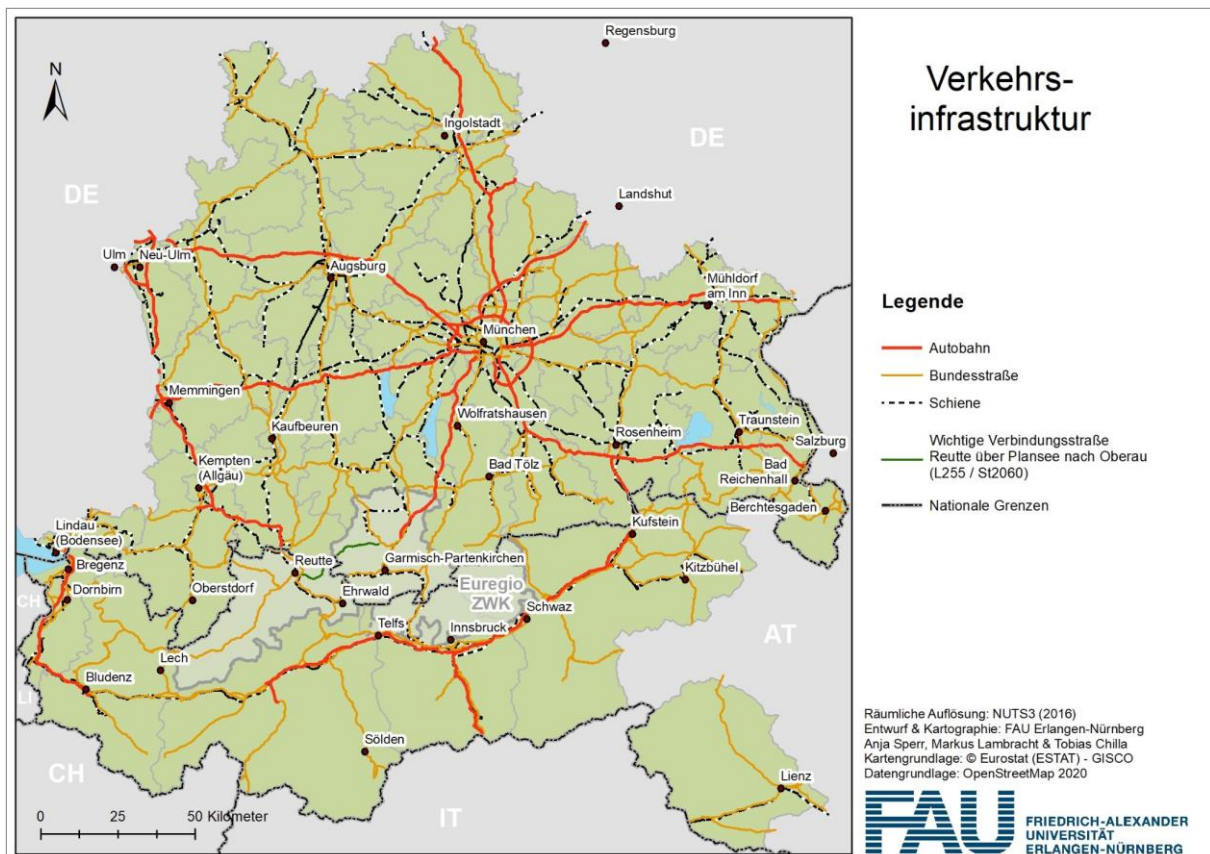 Verkehrs-
infrastruktur
N
Regensburg
Ingolstadt
DE
DE
Landshut
Ulm
Neu-Ulm
Augsburg
Mühldorf
am Inn
München
Memmingen
Wolfratshausen
Kaufbeuren
Rosenheim
Traunstein
Salzburg
Kempten
(Allgäu)
Bad Tölz
Bad
Reichenhall
Berchtesgaden
Lindau
(Bodensee)
Kufstein
Bregenz
Reutte
Garmisch-Partenkirchen
Kitzbühel
CH
Dornbirn
Oberstdorf
Ehrwald
Euregio
ZWK
Schwaz
Telfs
Innsbruck
AT
Lech
Bludenz
LI
Sölden
CH
Lienz
IT
0 25 50 Kilometer
Legende
Autobahn
Bundesstraße
Schiene
Wichtige Verbindungsstraße
Reutte über Plansee nach Oberau
(L255 / St2060)
Nationale Grenzen
Räumliche Auflösung: NUTS3 (2016)
Entwurf & Kartographie: FAU Erlangen-Nürnberg
Anja Sperr, Markus Lambracht & Tobias Chilla
Kartengrundlage: © Eurostat (ESTAT) - GISCO
Datengrundlage: OpenStreetMap 2020
FAU
FRIEDRICH-ALEXANDER
UNIVERSITÄT
ERLANGEN-NÜRNBERG